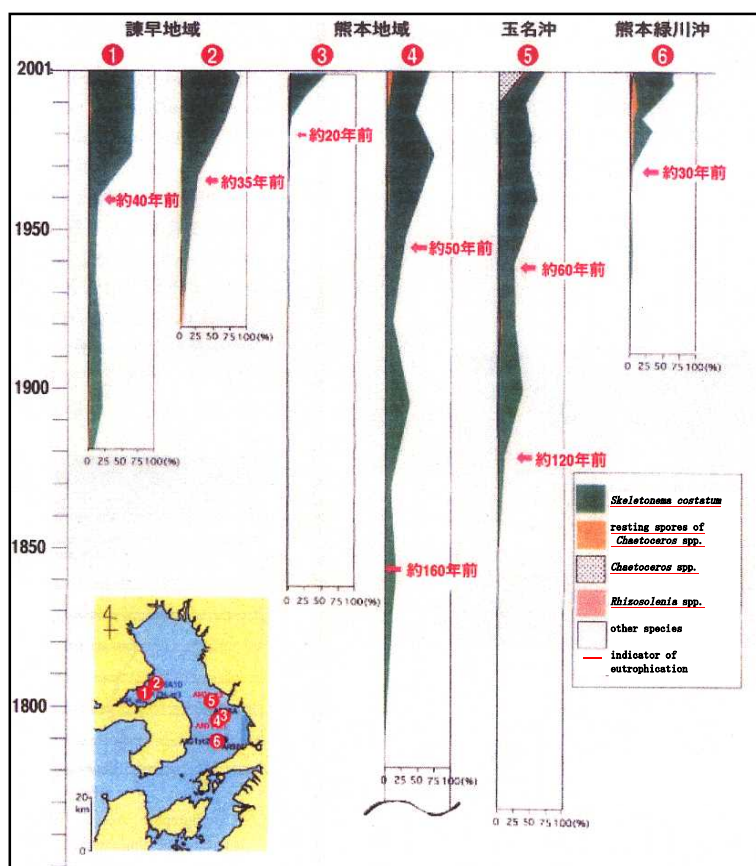 諫早地域 熊本地域 玉名沖 熊本緑川沖
1 2 3 4 5 6
2001
約20年前
約30年前
約35年前
約40年前
1950
約50年前
約60年前
0 25 50 75 100(%)
0 25 50 75 100(%)
1900
0 25 50 75 100(%)
約120年前
Skeletonema costatum
resting spores of
Chaetoceros spp.
1850
約160年前
Chaetoceros spp.
0 25 50 75 100(%)
Rhizosolenia spp.
other species
indicator of
eutrophication
1800
2
1
5
3
4
6
0 25 50 75 100(%)
20
km
0
0 25 50 75 100(%)